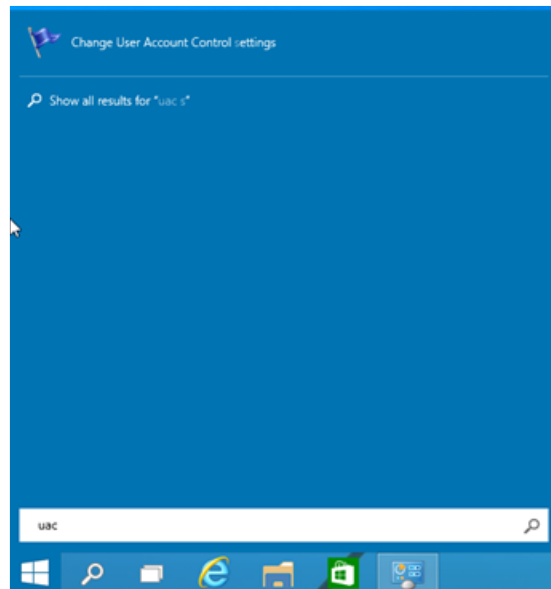 Change User Account Control settings
Show all results for "uac s"
uac